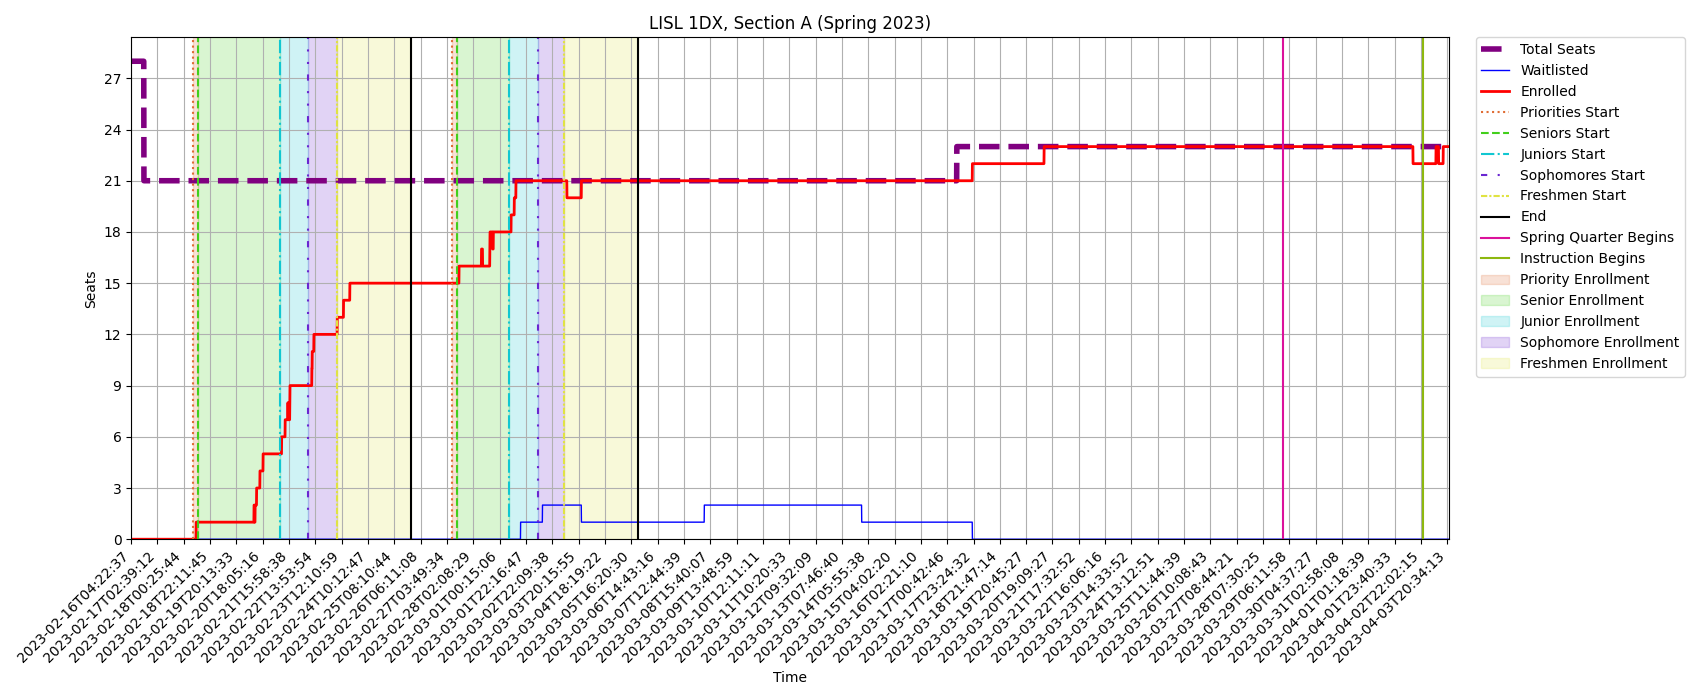 LISL 1DX, Section A (Spring 2023)
Seats
27
24
21
18
15
12
9
6
3
0
2023-02-16T04:22:37
2023-02-17T02:39:12
2023-02-18T00:25:44
2023-02-18T22:11:45
2023-02-19T20:13:33
2023-02-20T18:05:16
2023-02-21T15:58:38
2023-02-22T13:53:54
2023-02-23T12:10:59
2023-02-24T10:12:47
2023-02-25T08:10:44
2023-02-26T06:11:08
2023-02-27T03:49:34
2023-02-28T02:08:29
2023-03-01T00:15:06
2023-03-01T22:16:47
2023-03-02T22:09:38
2023-03-03T20:15:55
2023-03-04T18:19:22
2023-03-05T16:20:30
2023-03-06T14:43:16
2023-03-07T12:44:39
2023-03-08T15:40:07
2023-03-09T13:48:59
2023-03-10T12:11:11
2023-03-11T10:20:33
2023-03-12T09:32:09
2023-03-13T07:46:40
2023-03-14T05:55:38
2023-03-15T04:02:20
2023-03-16T02:21:10
2023-03-17T00:42:46
2023-03-17T23:24:32
2023-03-18T21:47:14
2023-03-19T20:45:27
2023-03-20T19:09:27
2023-03-21T17:32:52
2023-03-22T16:06:16
2023-03-23T14:33:52
2023-03-24T13:12:51
2023-03-25T11:44:39
2023-03-26T10:08:43
2023-03-27T08:44:21
2023-03-28T07:30:25
2023-03-29T06:11:58
2023-03-30T04:37:27
2023-03-31T02:58:08
2023-04-01T01:18:39
2023-04-01T23:40:33
2023-04-02T22:02:15
2023-04-03T20:34:13
Time
Total Seats
Waitlisted
Enrolled
Priorities Start
Seniors Start
Juniors Start
Sophomores Start
Freshmen Start
End
Spring Quarter Begins
Instruction Begins
Priority Enrollment
Senior Enrollment
Junior Enrollment
Sophomore Enrollment
Freshmen Enrollment